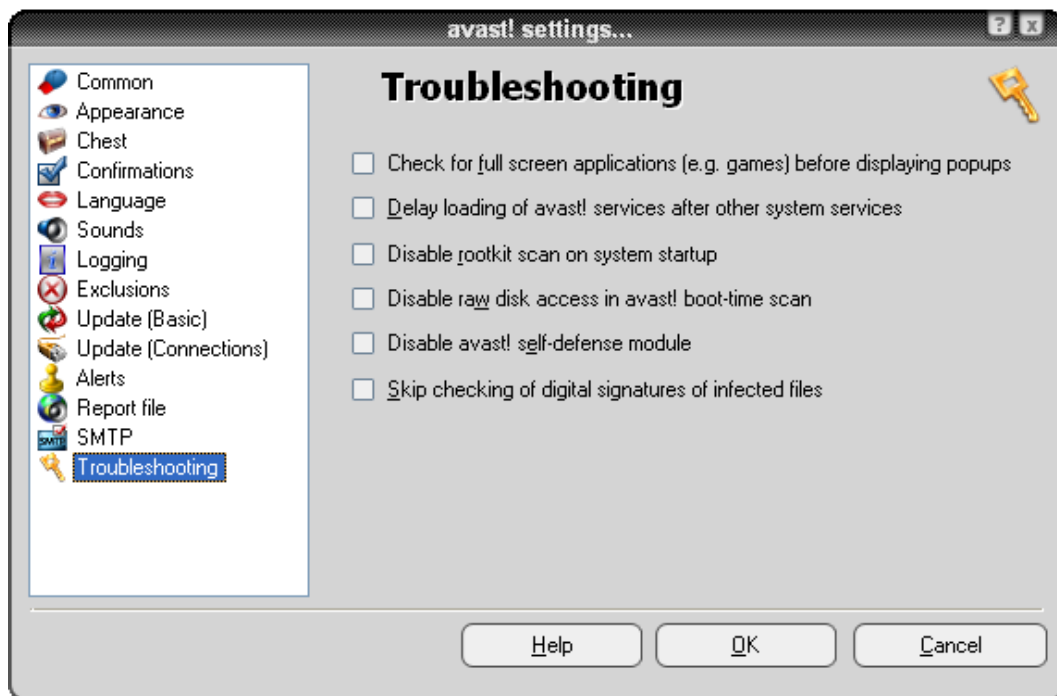 avast! settings...
Common
Appearance
Chest
Confirmations
Language
Sounds
Logging
Exclusions
Update (Basic)
Update (Connections)
Alerts
Report file
SMTP
Troubleshooting
Troubleshooting
Check for full screen applications (e.g. games) before displaying popups
Delay loading of avast! services after other system services
Disable rootkit scan on system startup
Disable raw disk access in avast! boot-time scan
Disable avast! self-defense module
Skip checking of digital signatures of infected files
Help
OK
Cancel